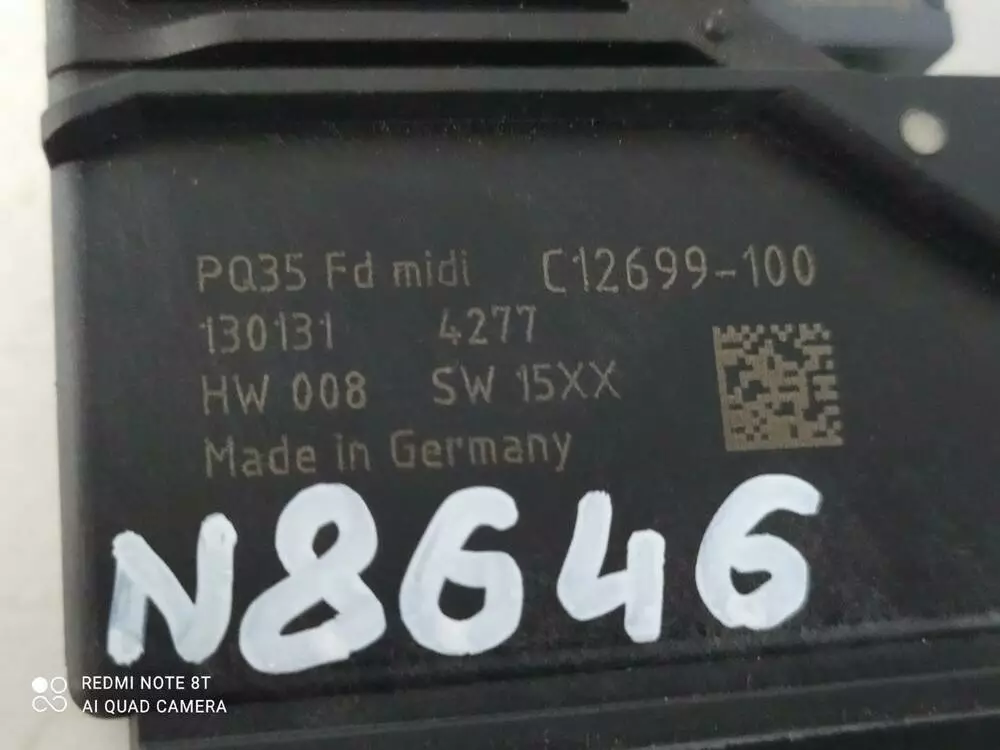 PQ35 Fd midi C12699-100
130131 4277
HW 008 SW 15XX
Made in Germany
N8646
REDMI NOTE 8T
AI QUAD CAMERA